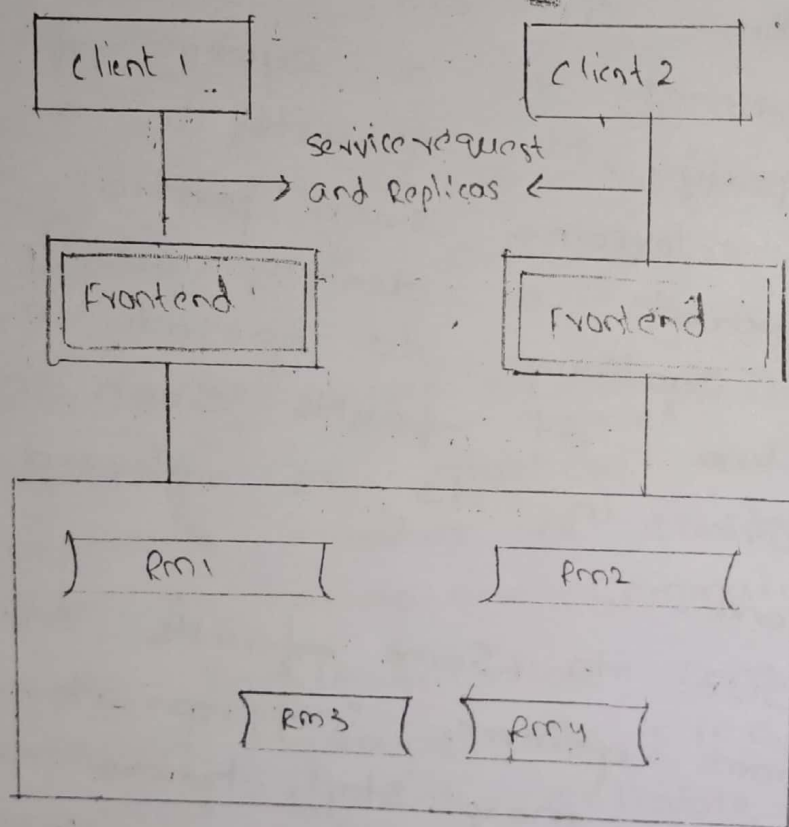 Client 1
Client 2
Service request
and Replicas
Frontend
Frontend
Rm1
Rm2
Rm3
Rm4